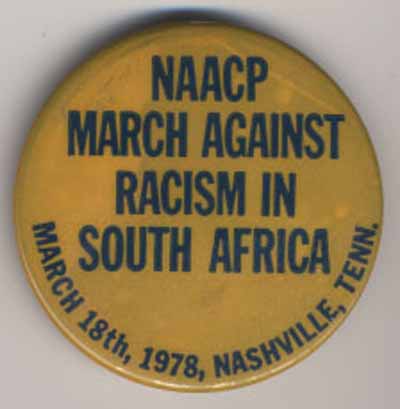 NAACP
MARCH AGAINST
RACISM IN
SOUTH AFRICA
MARCH 18th, 1978, NASHVILLE, TENN.